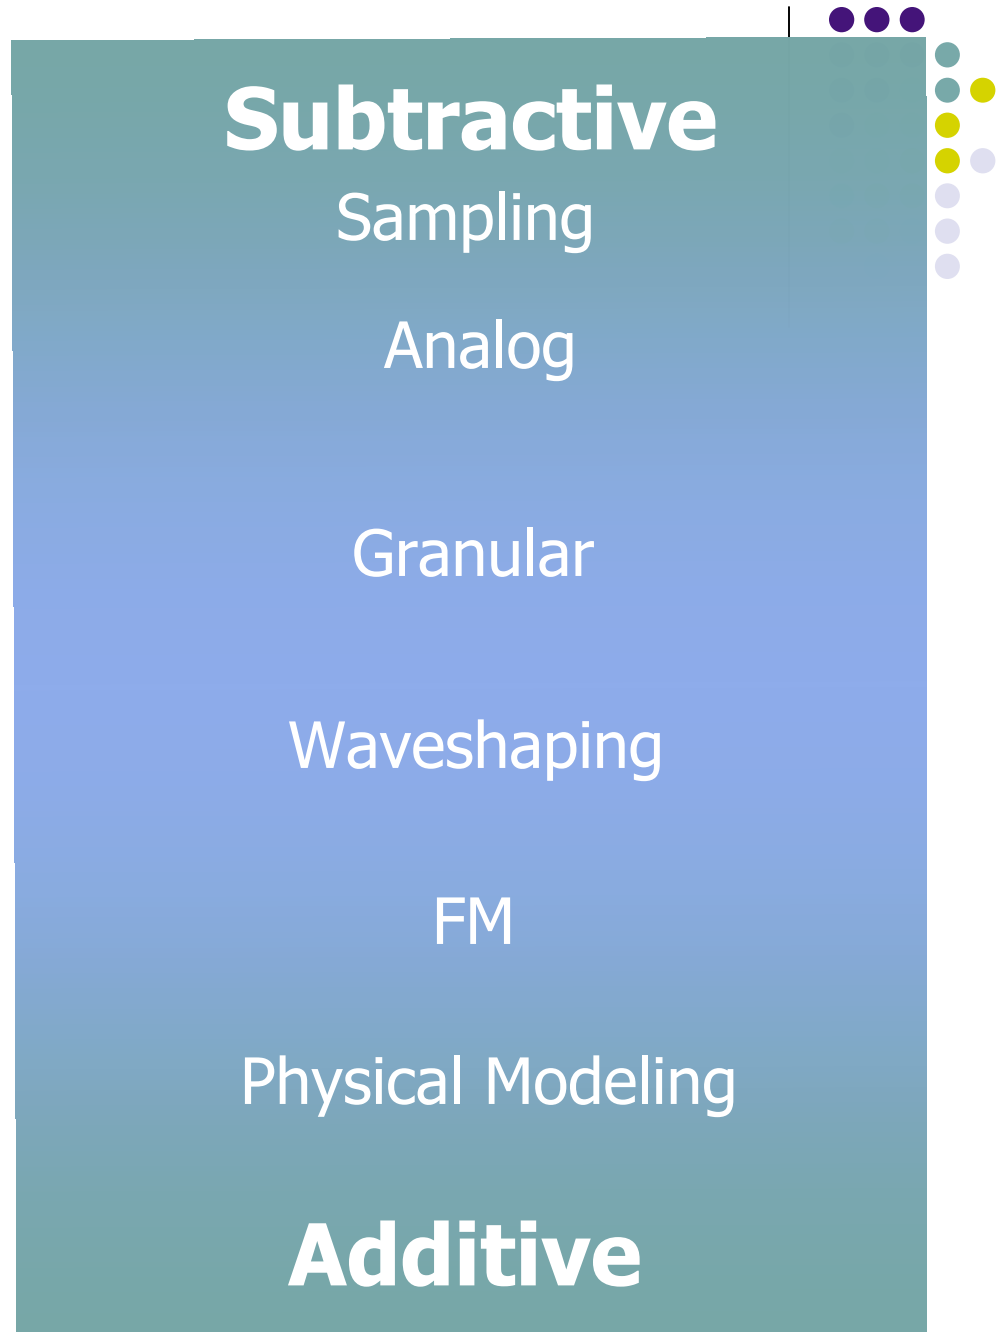 Subtractive
Sampling
Analog
Granular
Waveshaping
FM
Physical Modeling
Additive